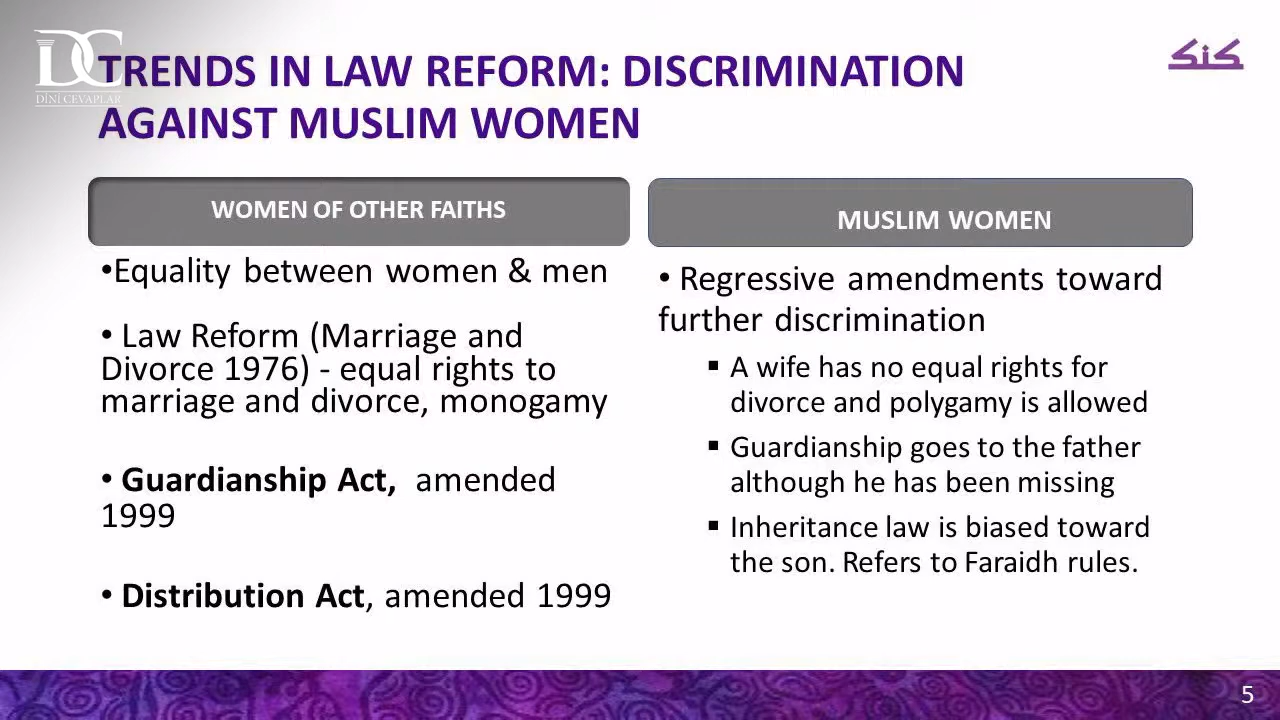 DC
DİNİ CEVAPLAR
TRENDS IN LAW REFORM: DISCRIMINATION
AGAINST MUSLIM WOMEN
WOMEN OF OTHER FAITHS
•Equality between women & men
• Law Reform (Marriage and
Divorce 1976) - equal rights to
marriage and divorce, monogamy
• Guardianship Act, amended
1999
• Distribution Act, amended 1999
MUSLIM WOMEN
• Regressive amendments toward
further discrimination
▪ A wife has no equal rights for
divorce and polygamy is allowed
▪ Guardianship goes to the father
although he has been missing
▪ Inheritance law is biased toward
the son. Refers to Faraidh rules.
5